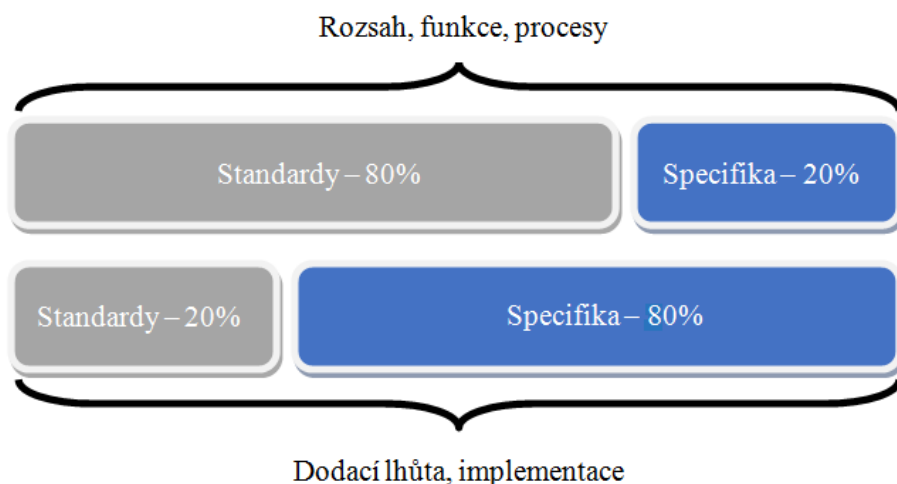 Rozsah, funkce, procesy
Standardy – 80%
Specifika – 20%
Standardy – 20%
Specifika – 80%
Dodací lhůta, implementace